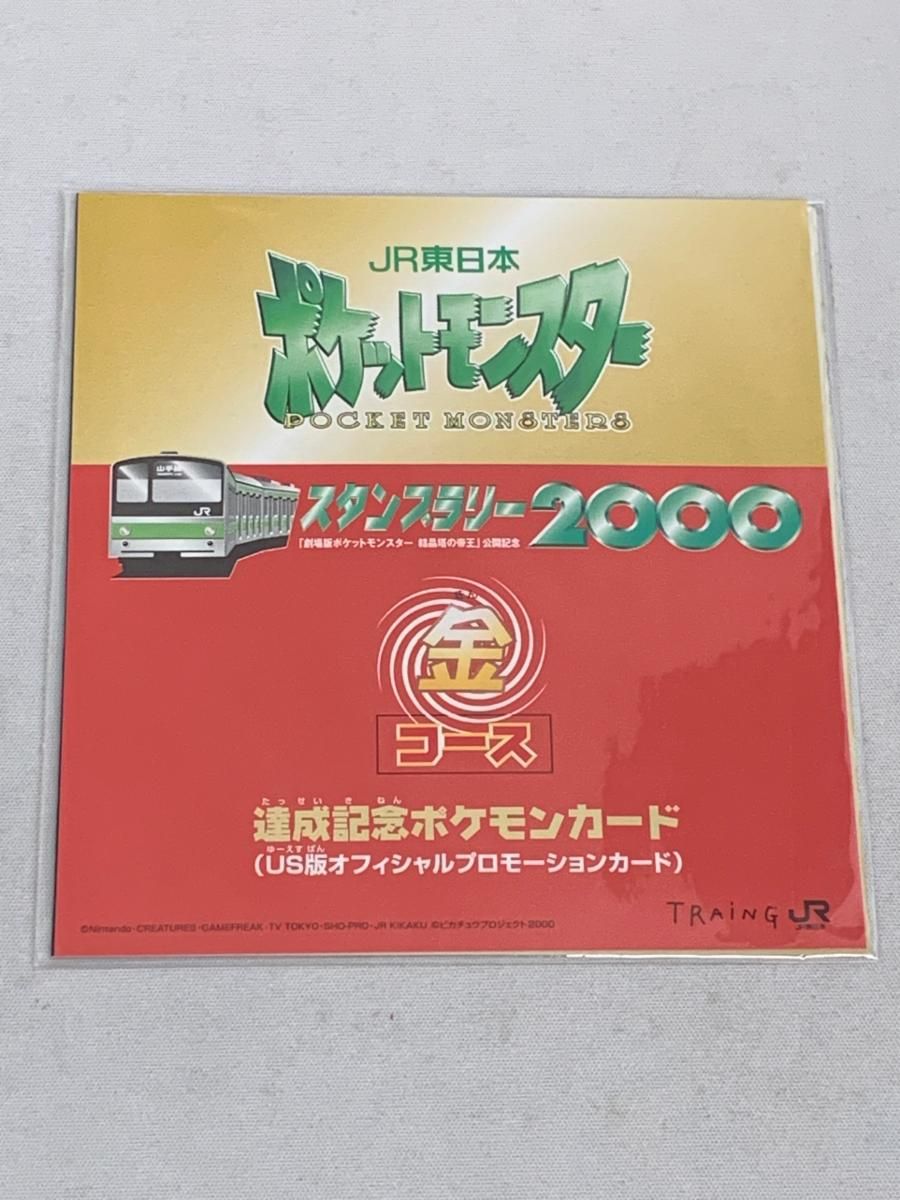 JR東日本
ポケットモンスター
POCKET MONSTERS
山手線
JR
スタンプラリー2000
「劇場版ポケットモンスター 結晶塔の帝王」公開記念
きん
金
コース
たっせい きねん
達成記念ポケモンカード
ゆーえすばん
(US版オフィシャルプロモーションカード)
TRAiNG JR
JR東日本
©Nintendo・CREATURES・GAMEFREAK・TV TOKYO・SHO-PRO・JR KIKAKU ©ピカチュウプロジェクト2000